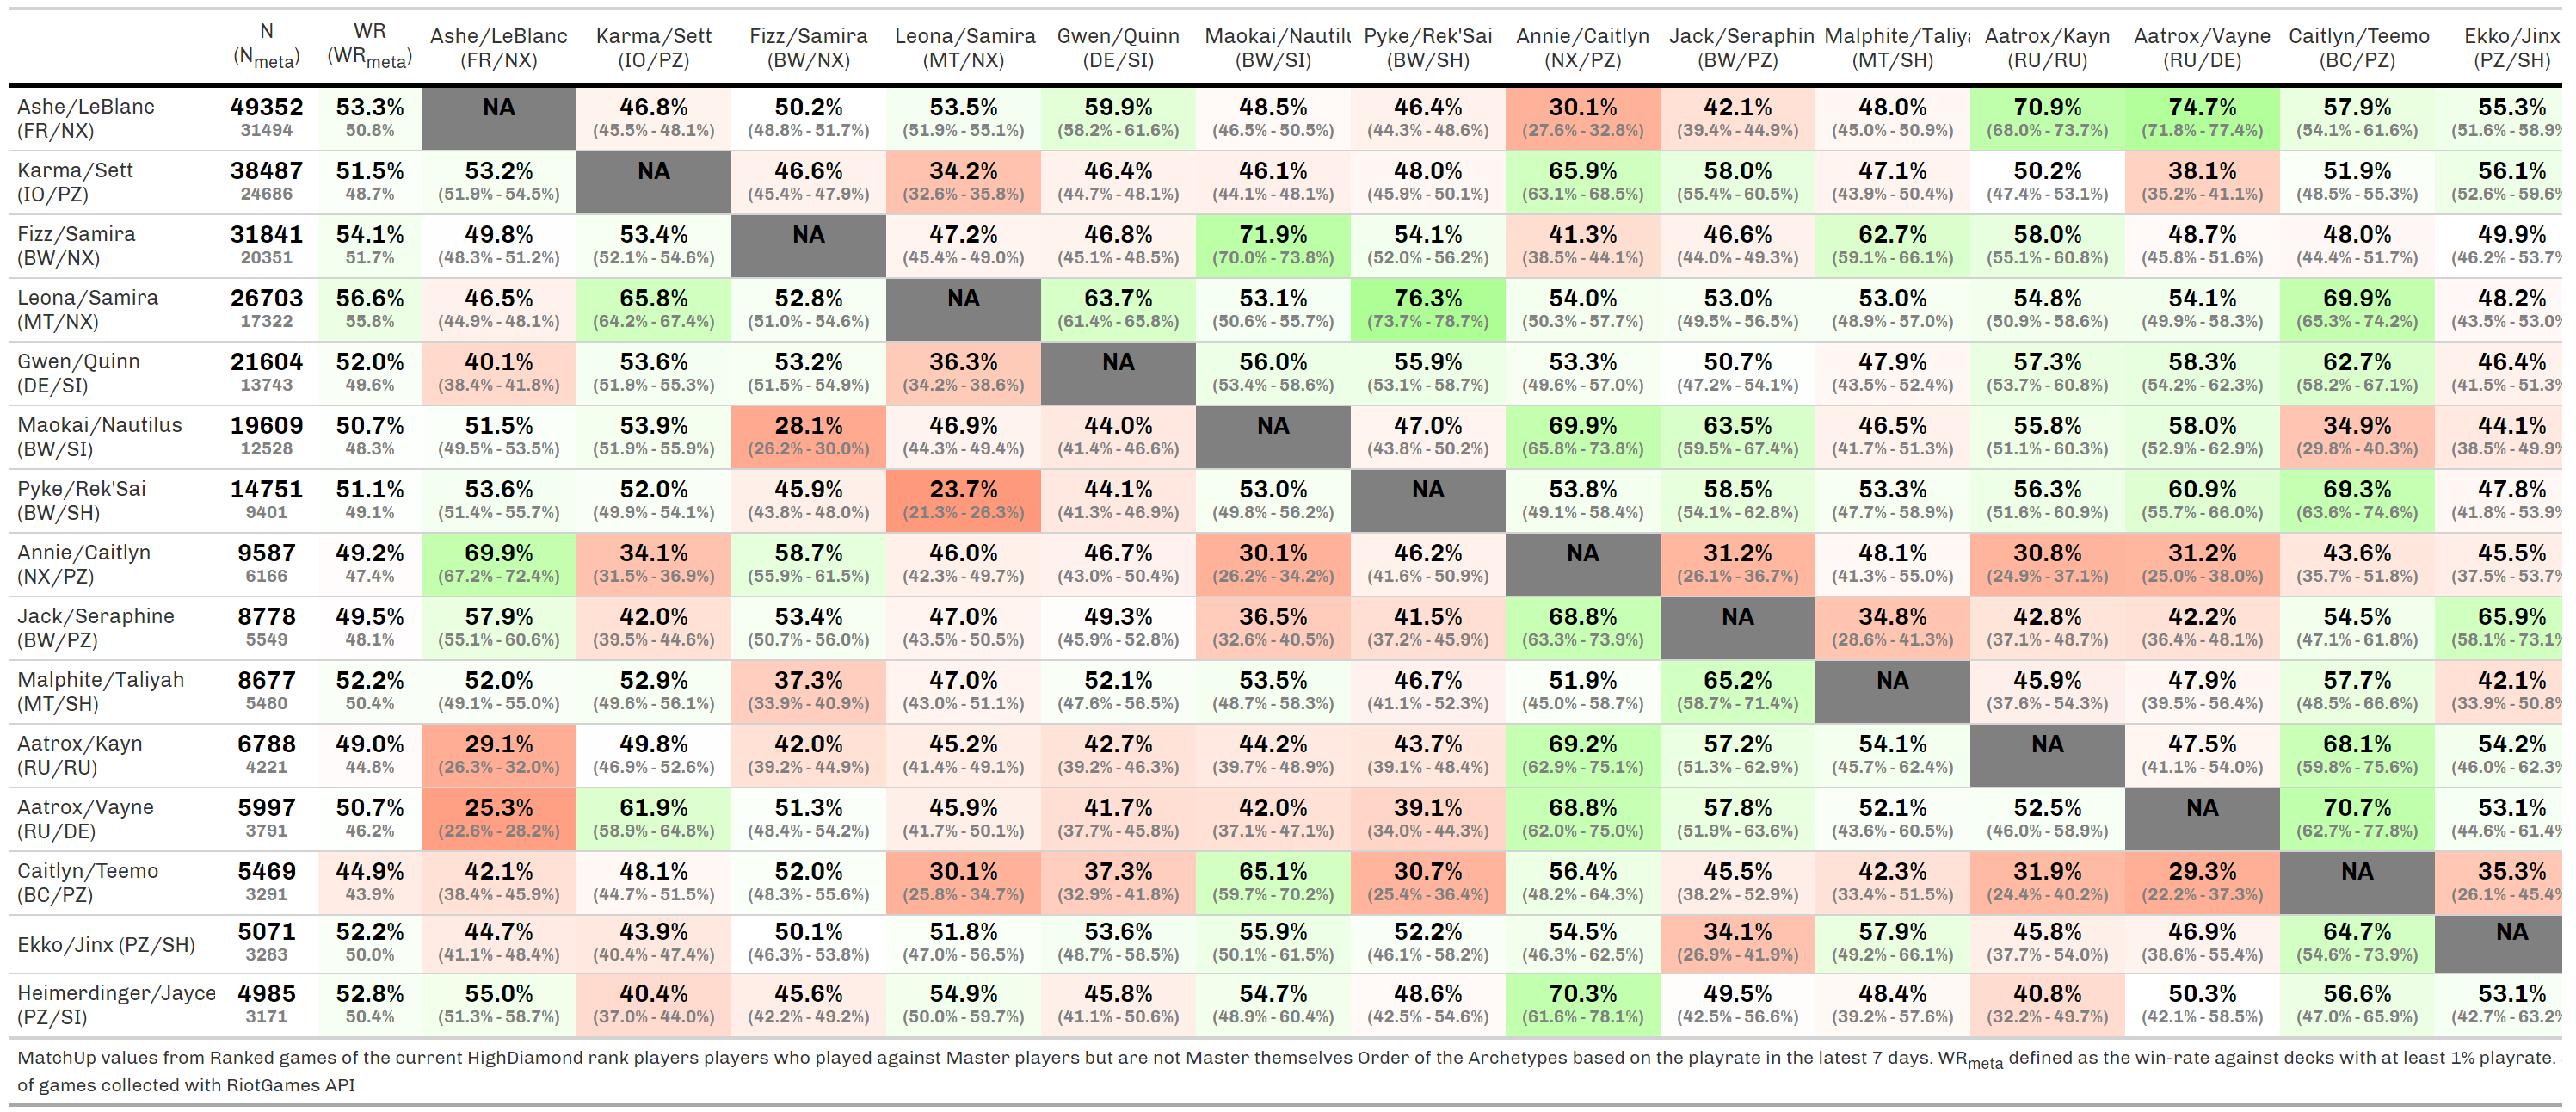 N WR Ashe/LeBlanc Karma/Sett Fizz/Samira Leona/Samira Gwen/Quinn Maokai/Nautilu Pyke/Rek'Sai Annie/Caitlyn Jack/Seraphin Malphite/Taliya Aatrox/Kayn Aatrox/Vayne Caitlyn/Teemo Ekko/Jinx
(Nmeta) (WRmeta) (FR/NX) (IO/PZ) (BW/NX) (MT/NX) (DE/SI) (BW/SI) (BW/SH) (NX/PZ) (BW/PZ) (MT/SH) (RU/RU) (RU/DE) (BC/PZ) (PZ/SH)
Ashe/LeBlanc 49352 53.3% NA 46.8% 50.2% 53.5% 59.9% 48.5% 46.4% 30.1% 42.1% 48.0% 70.9% 74.7% 57.9% 55.3%
(FR/NX) 31494 50.8% (45.5% - 48.1%) (48.8% - 51.7%) (51.9% - 55.1%) (58.2% - 61.6%) (46.5% - 50.5%) (44.3% - 48.6%) (27.6% - 32.8%) (39.4% - 44.9%) (45.0% - 50.9%) (68.0% - 73.7%) (71.8% - 77.4%) (54.1% - 61.6%) (51.6% - 58.9%
Karma/Sett 38487 51.5% 53.2% NA 46.6% 34.2% 46.4% 46.1% 48.0% 65.9% 58.0% 47.1% 50.2% 38.1% 51.9% 56.1%
(IO/PZ) 24686 48.7% (51.9% - 54.5%) (45.4% - 47.9%) (32.6% - 35.8%) (44.7% - 48.1%) (44.1% - 48.1%) (45.9% - 50.1%) (63.1% - 68.5%) (55.4% - 60.5%) (43.9% - 50.4%) (47.4% - 53.1%) (35.2% - 41.1%) (48.5% - 55.3%) (52.6% - 59.6%
Fizz/Samira 31841 54.1% 49.8% 53.4% NA 47.2% 46.8% 71.9% 54.1% 41.3% 46.6% 62.7% 58.0% 48.7% 48.0% 49.9%
(BW/NX) 20351 51.7% (48.3% - 51.2%) (52.1% - 54.6%) (45.4% - 49.0%) (45.1% - 48.5%) (70.0% - 73.8%) (52.0% - 56.2%) (38.5% - 44.1%) (44.0% - 49.3%) (59.1% - 66.1%) (55.1% - 60.8%) (45.8% - 51.6%) (44.4% - 51.7%) (46.2% - 53.7%
Leona/Samira 26703 56.6% 46.5% 65.8% 52.8% NA 63.7% 53.1% 76.3% 54.0% 53.0% 53.0% 54.8% 54.1% 69.9% 48.2%
(MT/NX) 17322 55.8% (44.9% - 48.1%) (64.2% - 67.4%) (51.0% - 54.6%) (61.4% - 65.8%) (50.6% - 55.7%) (73.7% - 78.7%) (50.3% - 57.7%) (49.5% - 56.5%) (48.9% - 57.0%) (50.9% - 58.6%) (49.9% - 58.3%) (65.3% - 74.2%) (43.5% - 53.0%
Gwen/Quinn 21604 52.0% 40.1% 53.6% 53.2% 36.3% NA 56.0% 55.9% 53.3% 50.7% 47.9% 57.3% 58.3% 62.7% 46.4%
(DE/SI) 13743 49.6% (38.4% - 41.8%) (51.9% - 55.3%) (51.5% - 54.9%) (34.2% - 38.6%) (53.4% - 58.6%) (53.1% - 58.7%) (49.6% - 57.0%) (47.2% - 54.1%) (43.5% - 52.4%) (53.7% - 60.8%) (54.2% - 62.3%) (58.2% - 67.1%) (41.5% - 51.3%
Maokai/Nautilus 19609 50.7% 51.5% 53.9% 28.1% 46.9% 44.0% NA 47.0% 69.9% 63.5% 46.5% 55.8% 58.0% 34.9% 44.1%
(BW/SI) 12528 48.3% (49.5% - 53.5%) (51.9% - 55.9%) (26.2% - 30.0%) (44.3% - 49.4%) (41.4% - 46.6%) (43.8% - 50.2%) (65.8% - 73.8%) (59.5% - 67.4%) (41.7% - 51.3%) (51.1% - 60.3%) (52.9% - 62.9%) (29.8% - 40.3%) (38.5% - 49.9%
Pyke/Rek'Sai 14751 51.1% 53.6% 52.0% 45.9% 23.7% 44.1% 53.0% NA 53.8% 58.5% 53.3% 56.3% 60.9% 69.3% 47.8%
(BW/SH) 9401 49.1% (51.4% - 55.7%) (49.9% - 54.1%) (43.8% - 48.0%) (21.3% - 26.3%) (41.3% - 46.9%) (49.8% - 56.2%) (49.1% - 58.4%) (54.1% - 62.8%) (47.7% - 58.9%) (51.6% - 60.9%) (55.7% - 66.0%) (63.6% - 74.6%) (41.8% - 53.9%
Annie/Caitlyn 9587 49.2% 69.9% 34.1% 58.7% 46.0% 46.7% 30.1% 46.2% NA 31.2% 48.1% 30.8% 31.2% 43.6% 45.5%
(NX/PZ) 6166 47.4% (67.2% - 72.4%) (31.5% - 36.9%) (55.9% - 61.5%) (42.3% - 49.7%) (43.0% - 50.4%) (26.2% - 34.2%) (41.6% - 50.9%) (26.1% - 36.7%) (41.3% - 55.0%) (24.9% - 37.1%) (25.0% - 38.0%) (35.7% - 51.8%) (37.5% - 53.7%
Jack/Seraphine 8778 49.5% 57.9% 42.0% 53.4% 47.0% 49.3% 36.5% 41.5% 68.8% NA 34.8% 42.8% 42.2% 54.5% 65.9%
(BW/PZ) 5549 48.1% (55.1% - 60.6%) (39.5% - 44.6%) (50.7% - 56.0%) (43.5% - 50.5%) (45.9% - 52.8%) (32.6% - 40.5%) (37.2% - 45.9%) (63.3% - 73.9%) (28.6% - 41.3%) (37.1% - 48.7%) (36.4% - 48.1%) (47.1% - 61.8%) (58.1% - 73.1%
Malphite/Taliyah 8677 52.2% 52.0% 52.9% 37.3% 47.0% 52.1% 53.5% 46.7% 51.9% 65.2% NA 45.9% 47.9% 57.7% 42.1%
(MT/SH) 5480 50.4% (49.1% - 55.0%) (49.6% - 56.1%) (33.9% - 40.9%) (43.0% - 51.1%) (47.6% - 56.5%) (48.7% - 58.3%) (41.1% - 52.3%) (45.0% - 58.7%) (58.7% - 71.4%) (37.6% - 54.3%) (39.5% - 56.4%) (48.5% - 66.6%) (33.9% - 50.8%
Aatrox/Kayn 6788 49.0% 29.1% 49.8% 42.0% 45.2% 42.7% 44.2% 43.7% 69.2% 57.2% 54.1% NA 47.5% 68.1% 54.2%
(RU/RU) 4221 44.8% (26.3% - 32.0%) (46.9% - 52.6%) (39.2% - 44.9%) (41.4% - 49.1%) (39.2% - 46.3%) (39.7% - 48.9%) (39.1% - 48.4%) (62.9% - 75.1%) (51.3% - 62.9%) (45.7% - 62.4%) (41.1% - 54.0%) (59.8% - 75.6%) (46.0% - 62.3%
Aatrox/Vayne 5997 50.7% 25.3% 61.9% 51.3% 45.9% 41.7% 42.0% 39.1% 68.8% 57.8% 52.1% 52.5% NA 70.7% 53.1%
(RU/DE) 3791 46.2% (22.6% - 28.2%) (58.9% - 64.8%) (48.4% - 54.2%) (41.7% - 50.1%) (37.7% - 45.8%) (37.1% - 47.1%) (34.0% - 44.3%) (62.0% - 75.0%) (51.9% - 63.6%) (43.6% - 60.5%) (46.0% - 58.9%) (62.7% - 77.8%) (44.6% - 61.4%
Caitlyn/Teemo 5469 44.9% 42.1% 48.1% 52.0% 30.1% 37.3% 65.1% 30.7% 56.4% 45.5% 42.3% 31.9% 29.3% NA 35.3%
(BC/PZ) 3291 43.9% (38.4% - 45.9%) (44.7% - 51.5%) (48.3% - 55.6%) (25.8% - 34.7%) (32.9% - 41.8%) (59.7% - 70.2%) (25.4% - 36.4%) (48.2% - 64.3%) (38.2% - 52.9%) (33.4% - 51.5%) (24.4% - 40.2%) (22.2% - 37.3%) (26.1% - 45.4%
Ekko/Jinx (PZ/SH) 5071 52.2% 44.7% 43.9% 50.1% 51.8% 53.6% 55.9% 52.2% 54.5% 34.1% 57.9% 45.8% 46.9% 64.7% NA
3283 50.0% (41.1% - 48.4%) (40.4% - 47.4%) (46.3% - 53.8%) (47.0% - 56.5%) (48.7% - 58.5%) (50.1% - 61.5%) (46.1% - 58.2%) (46.3% - 62.5%) (26.9% - 41.9%) (49.2% - 66.1%) (37.7% - 54.0%) (38.6% - 55.4%) (54.6% - 73.9%)
Heimerdinger/Jayce 4985 52.8% 55.0% 40.4% 45.6% 54.9% 45.8% 54.7% 48.6% 70.3% 49.5% 48.4% 40.8% 50.3% 56.6% 53.1%
(PZ/SI) 3171 50.4% (51.3% - 58.7%) (37.0% - 44.0%) (42.2% - 49.2%) (50.0% - 59.7%) (41.1% - 50.6%) (48.9% - 60.4%) (42.5% - 54.6%) (61.6% - 78.1%) (42.5% - 56.6%) (39.2% - 57.6%) (32.2% - 49.7%) (42.1% - 58.5%) (47.0% - 65.9%) (42.7% - 63.2%
MatchUp values from Ranked games of the current HighDiamond rank players players who played against Master players but are not Master themselves Order of the Archetypes based on the playrate in the latest 7 days. WRmeta defined as the win-rate against decks with at least 1% playrate.
of games collected with RiotGames API